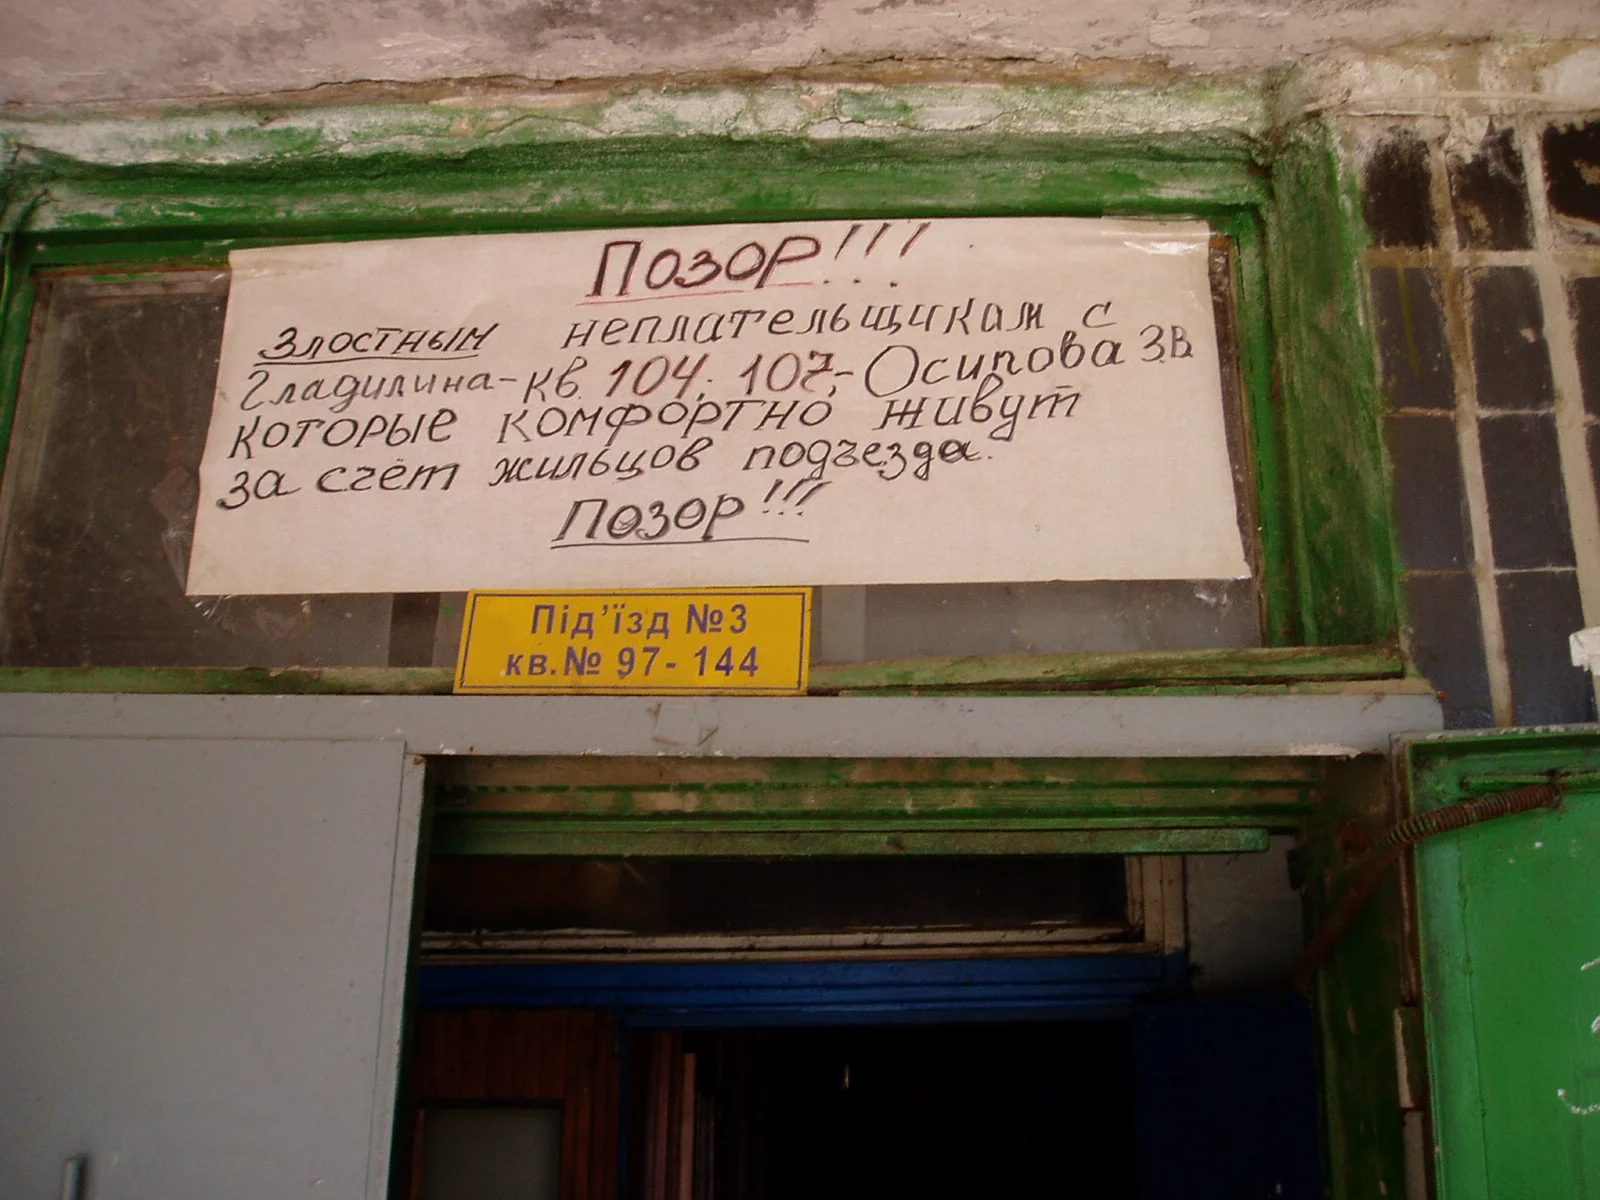 Позор!!!
Злостным неплательщикам с
Гладилина-кв. 104; 107,- Осипова З.В.
которые комфортно живут
за счёт жильцов подъезда.
Позор!!!
Під'їзд №3
кв.№ 97- 144